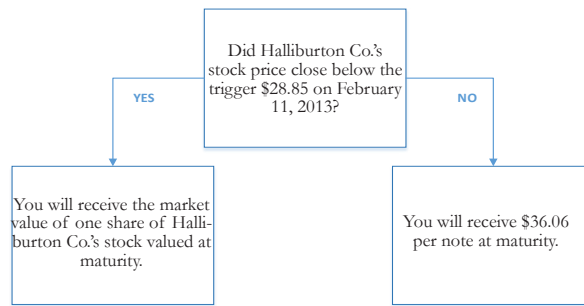 Did Halliburton Co.'s
stock price close below the
trigger $28.85 on February
11, 2013?
YES
NO
You will receive the market
value of one share of Halli-
burton Co.'s stock valued at
maturity.
You will receive $36.06
per note at maturity.